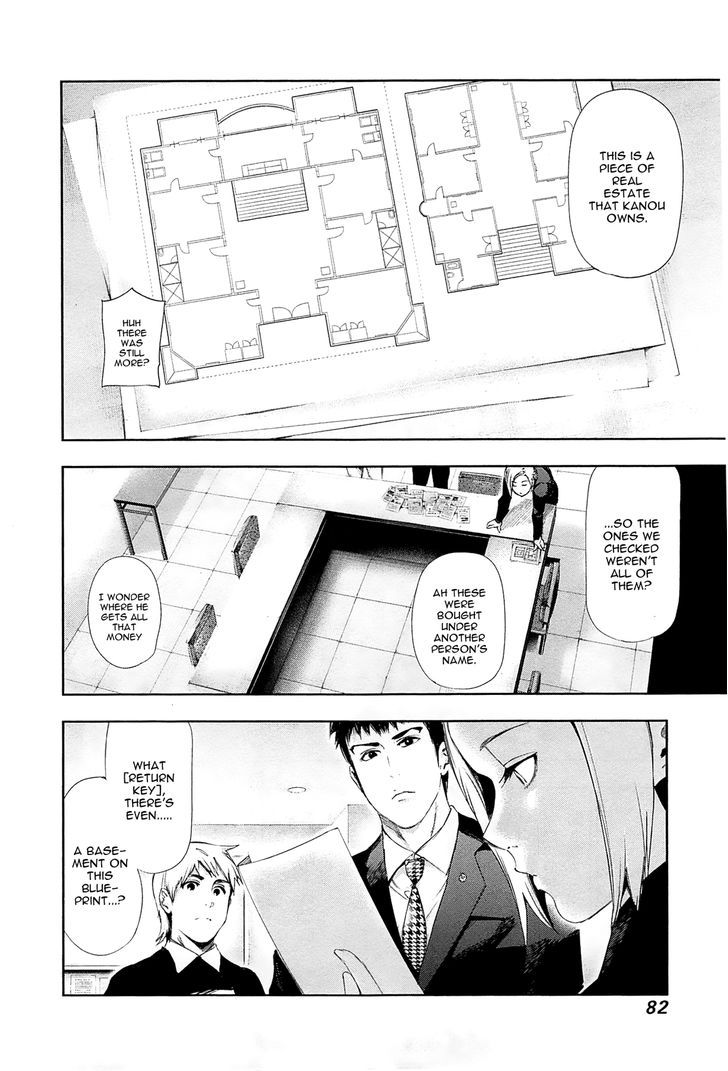 THIS IS A
PIECE OF
REAL
ESTATE
THAT KANOU
OWNS.
HUH
THERE
WAS
STILL
MORE?
...SO THE
ONES WE
CHECKED
WEREN'T
ALL OF
THEM?
AH THESE
WERE
BOUGHT
UNDER
ANOTHER
PERSON'S
NAME.
I WONDER
WHERE HE
GETS ALL
THAT
MONEY
WHAT
[RETURN
KEY],
THERE'S
EVEN.....
A BASE-
MENT ON
THIS
BLUE-
PRINT...?
82